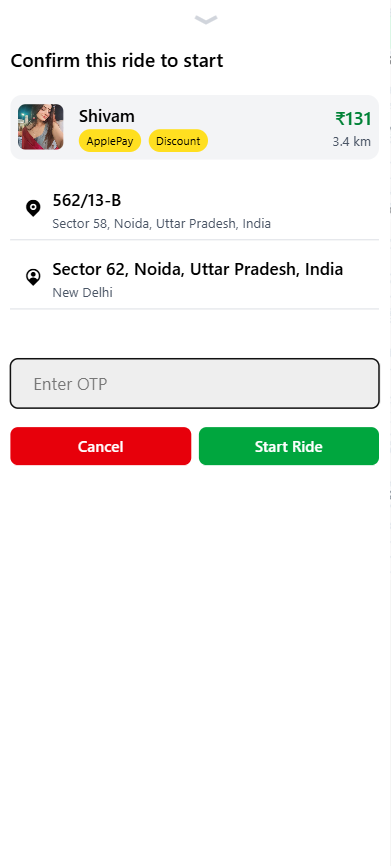 Confirm this ride to start
Shivam
₹131
ApplePay Discount
3.4 km
562/13-B
Sector 58, Noida, Uttar Pradesh, India
Sector 62, Noida, Uttar Pradesh, India
New Delhi
Enter OTP
Cancel Start Ride